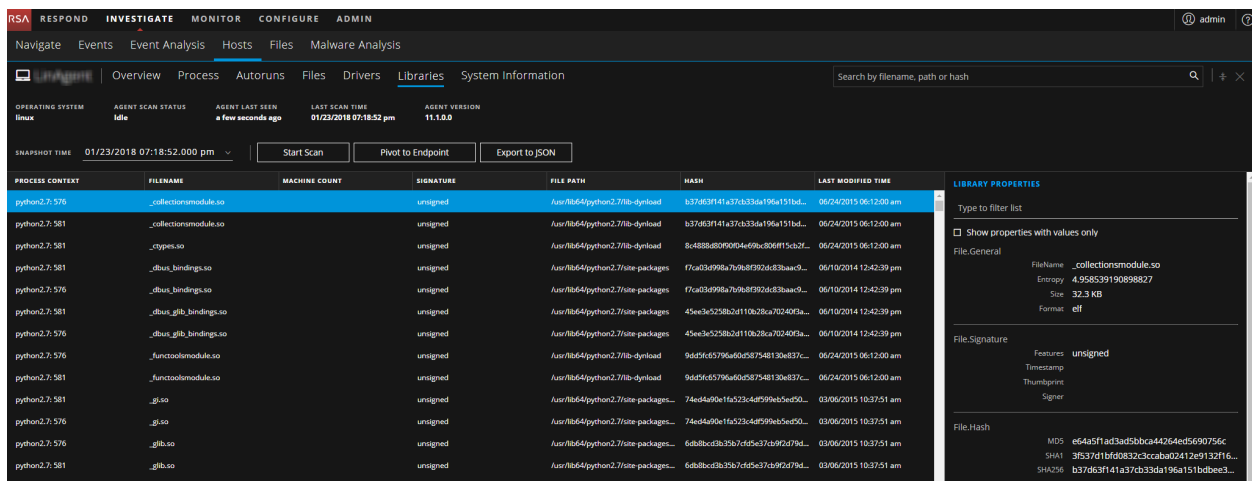 RSA RESPOND INVESTIGATE MONITOR CONFIGURE ADMIN admin
Navigate Events Event Analysis Hosts Files Malware Analysis
Overview Process Autoruns Files Drivers Libraries System Information Search by filename, path or hash
OPERATING SYSTEM AGENT SCAN STATUS AGENT LAST SEEN LAST SCAN TIME AGENT VERSION
linux Idle a few seconds ago 01/23/2018 07:18:52 pm 11.1.0.0
SNAPSHOT TIME 01/23/2018 07:18:52.000 pm Start Scan Pivot to Endpoint Export to JSON
PROCESS CONTEXT FILENAME MACHINE COUNT SIGNATURE FILE PATH HASH LAST MODIFIED TIME
python2.7: 576 _collectionsmodule.so unsigned /usr/lib64/python2.7/lib-dynload b37d63f141a37cb33da196a151bd... 06/24/2015 06:12:00 am
python2.7: 581 _collectionsmodule.so unsigned /usr/lib64/python2.7/lib-dynload b37d63f141a37cb33da196a151bd... 06/24/2015 06:12:00 am
python2.7: 581 _ctypes.so unsigned /usr/lib64/python2.7/lib-dynload 8c4888d80f90f04e69bc806ff15cb2f... 06/24/2015 06:12:00 am
python2.7: 581 _dbus_bindings.so unsigned /usr/lib64/python2.7/site-packages f7ca03d998a7b9b8f392dc83baac9... 06/10/2014 12:42:39 pm
python2.7: 576 _dbus_bindings.so unsigned /usr/lib64/python2.7/site-packages f7ca03d998a7b9b8f392dc83baac9... 06/10/2014 12:42:39 pm
python2.7: 581 _dbus_glib_bindings.so unsigned /usr/lib64/python2.7/site-packages 45ee3e5258b2d110b28ca70240f3a... 06/10/2014 12:42:39 pm
python2.7: 576 _dbus_glib_bindings.so unsigned /usr/lib64/python2.7/site-packages 45ee3e5258b2d110b28ca70240f3a... 06/10/2014 12:42:39 pm
python2.7: 576 _functoolsmodule.so unsigned /usr/lib64/python2.7/lib-dynload 9dd5fc65796a60d587548130e837c... 06/24/2015 06:12:00 am
python2.7: 581 _functoolsmodule.so unsigned /usr/lib64/python2.7/lib-dynload 9dd5fc65796a60d587548130e837c... 06/24/2015 06:12:00 am
python2.7: 581 _gi.so unsigned /usr/lib64/python2.7/site-packages... 74ed4a90e1fa523c4df599eb5ed50... 03/06/2015 10:37:51 am
python2.7: 576 _gi.so unsigned /usr/lib64/python2.7/site-packages... 74ed4a90e1fa523c4df599eb5ed50... 03/06/2015 10:37:51 am
python2.7: 576 _glib.so unsigned /usr/lib64/python2.7/site-packages... 6db8bcd3b35b7cfd5e37cb9f2d79d... 03/06/2015 10:37:51 am
python2.7: 581 _glib.so unsigned /usr/lib64/python2.7/site-packages... 6db8bcd3b35b7cfd5e37cb9f2d79d... 03/06/2015 10:37:51 am
LIBRARY PROPERTIES
Type to filter list
Show properties with values only
File.General
FileName _collectionsmodule.so
Entropy 4.958539190898827
Size 32.3 KB
Format elf
File.Signature
Features unsigned
Timestamp
Thumbprint
Signer
File.Hash
MD5 e64a5f1ad3ad5bbca44264ed5690756c
SHA1 3f537d1bfd0832c3ccaba02412e9132f16...
SHA256 b37d63f141a37cb33da196a151bdbee3...